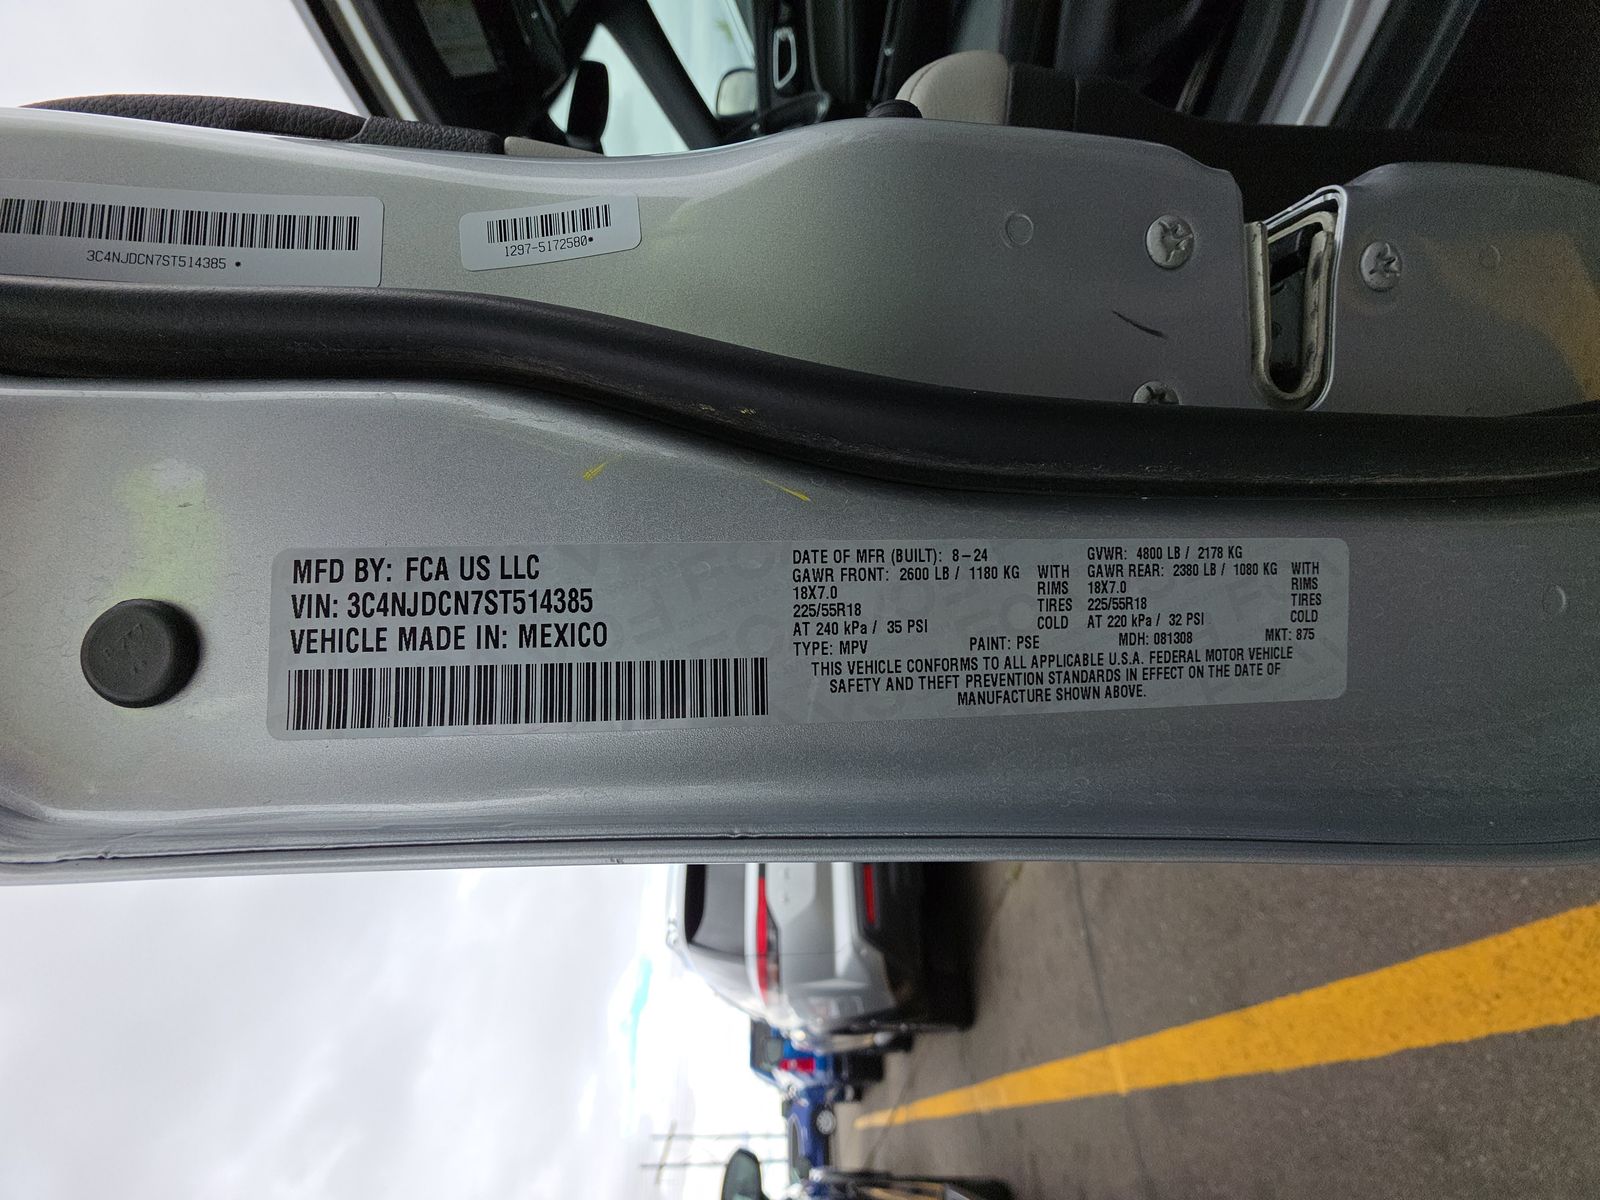 3C4NJDCN7ST514385 *
1297-5172580*
MFD BY: FCA US LLC
VIN: 3C4NJDCN7ST514385
VEHICLE MADE IN: MEXICO
DATE OF MFR (BUILT): 8-24 GVWR: 4800 LB / 2178 KG
GAWR FRONT: 2600 LB / 1180 KG WITH GAWR REAR: 2380 LB / 1080 KG WITH
18X7.0 RIMS 18X7.0 RIMS
225/55R18 TIRES 225/55R18 TIRES
AT 240 kPa / 35 PSI COLD AT 220 kPa / 32 PSI COLD
TYPE: MPV PAINT: PSE MDH: 081308 MKT: 875
THIS VEHICLE CONFORMS TO ALL APPLICABLE U.S.A. FEDERAL MOTOR VEHICLE
SAFETY AND THEFT PREVENTION STANDARDS IN EFFECT ON THE DATE OF
MANUFACTURE SHOWN ABOVE.